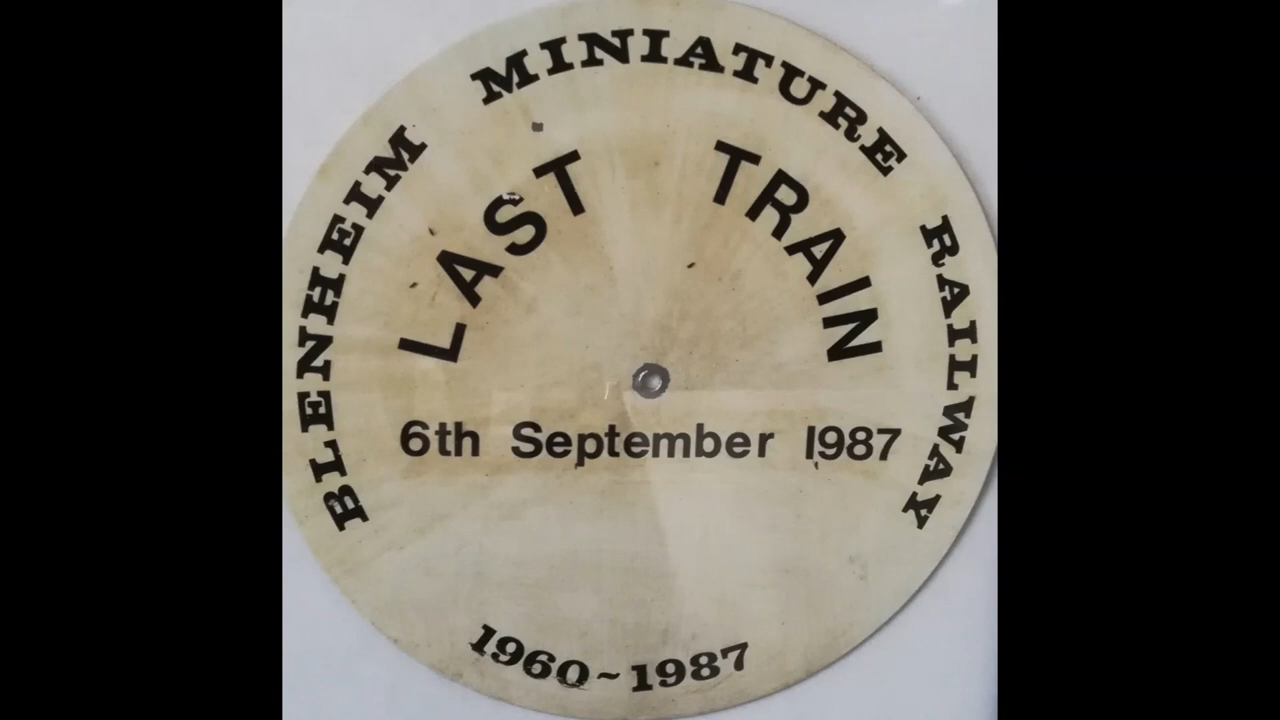 BLENHEIM MINIATURE RAILWAY
LAST TRAIN
6th September 1987
1960~1987